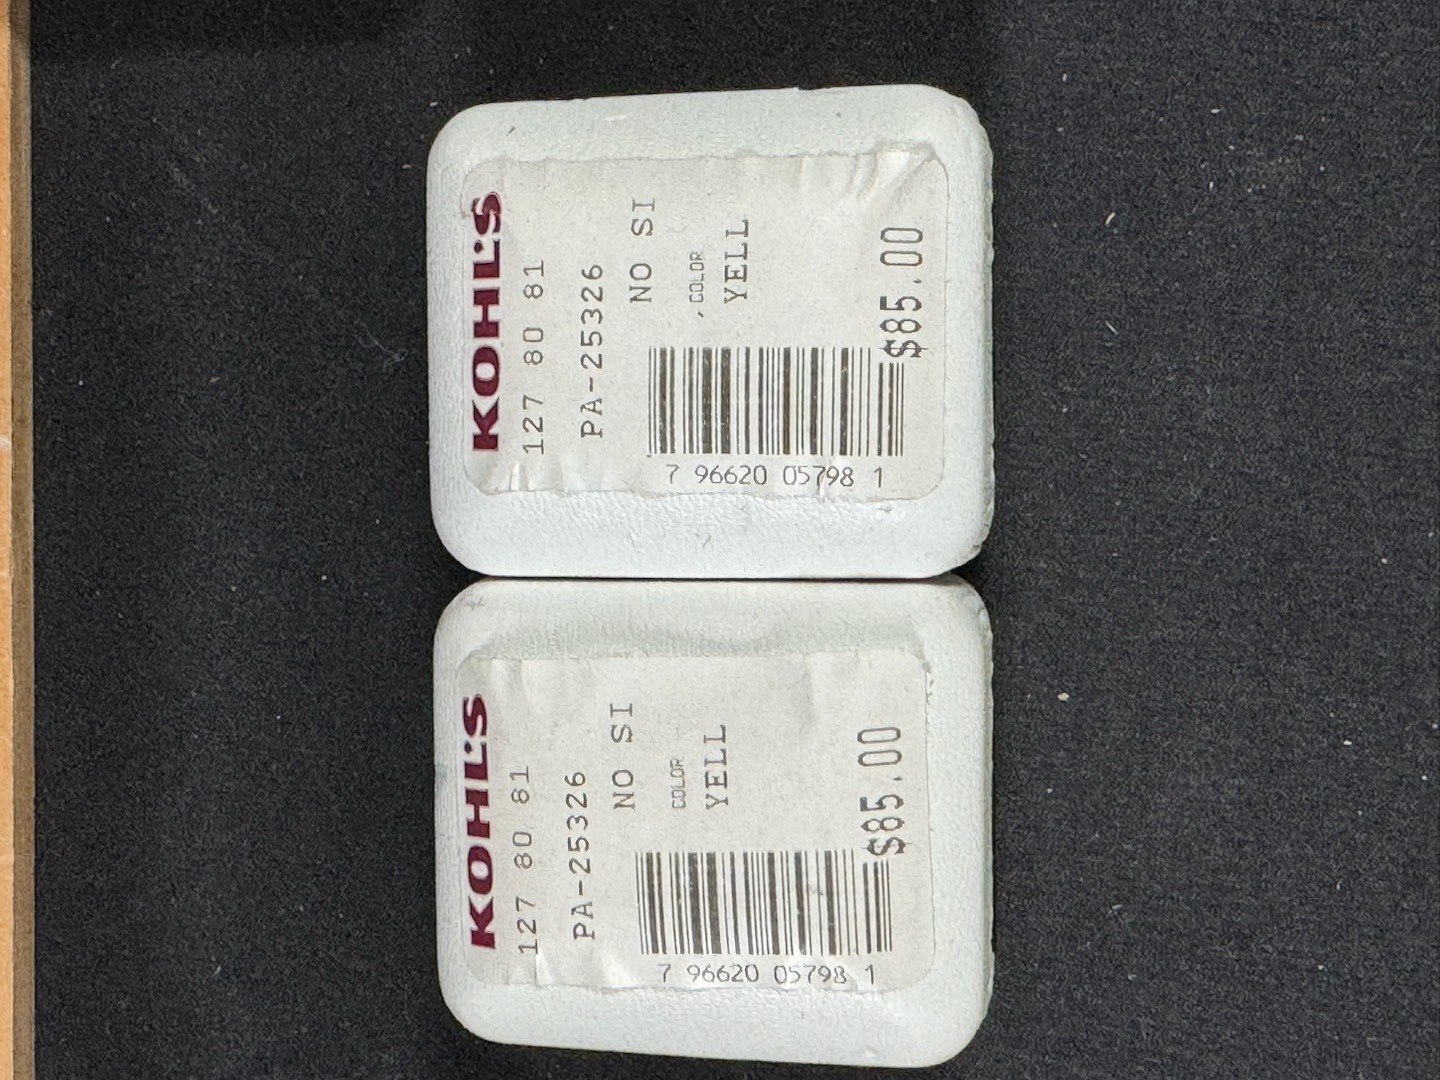 KOHL'S
127 80 81
PA-25326
NO SI
COLOR
YELL
7 96620 05798 1
$85.00
KOHL'S
127 80 81
PA-25326
NO SI
COLOR
YELL
7 96620 05798 1
$85.00